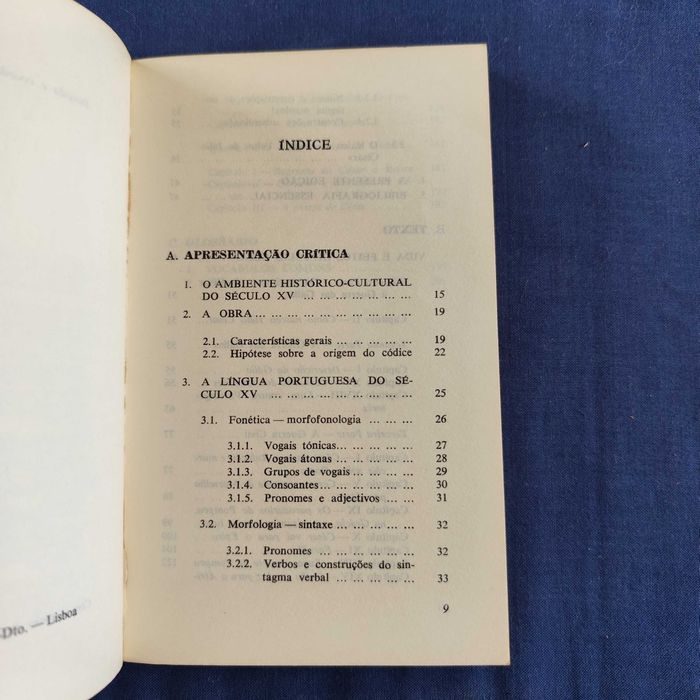 -Dto. — Lisboa
ÍNDICE
A. APRESENTAÇÃO CRÍTICA
1. O AMBIENTE HISTÓRICO-CULTURAL
DO SÉCULO XV ... ... ... ... ... ... ... 15
2. A OBRA ... ... ... ... ... ... ... ... ... ... 19
2.1. Características gerais ... ... ... ... ... 19
2.2. Hipótese sobre a origem do códice 22
3. A LÍNGUA PORTUGUESA DO SÉ-
CULO XV ... ... ... ... ... ... ... ... ... 25
3.1. Fonética — morfofonologia ... ... ... 26
3.1.1. Vogais tónicas ... ... ... ... ... 27
3.1.2. Vogais átonas ... ... ... ... ... 28
3.1.3. Grupos de vogais ... ... ... ... 29
3.1.4. Consoantes ... ... ... ... ... ... 30
3.1.5. Pronomes e adjectivos ... ... ... 31
3.2. Morfologia — sintaxe ... ... ... ... ... 32
3.2.1. Pronomes ... ... ... ... ... ... 32
3.2.2. Verbos e construções do sin-
tagma verbal ... ... ... ... ... 33
9